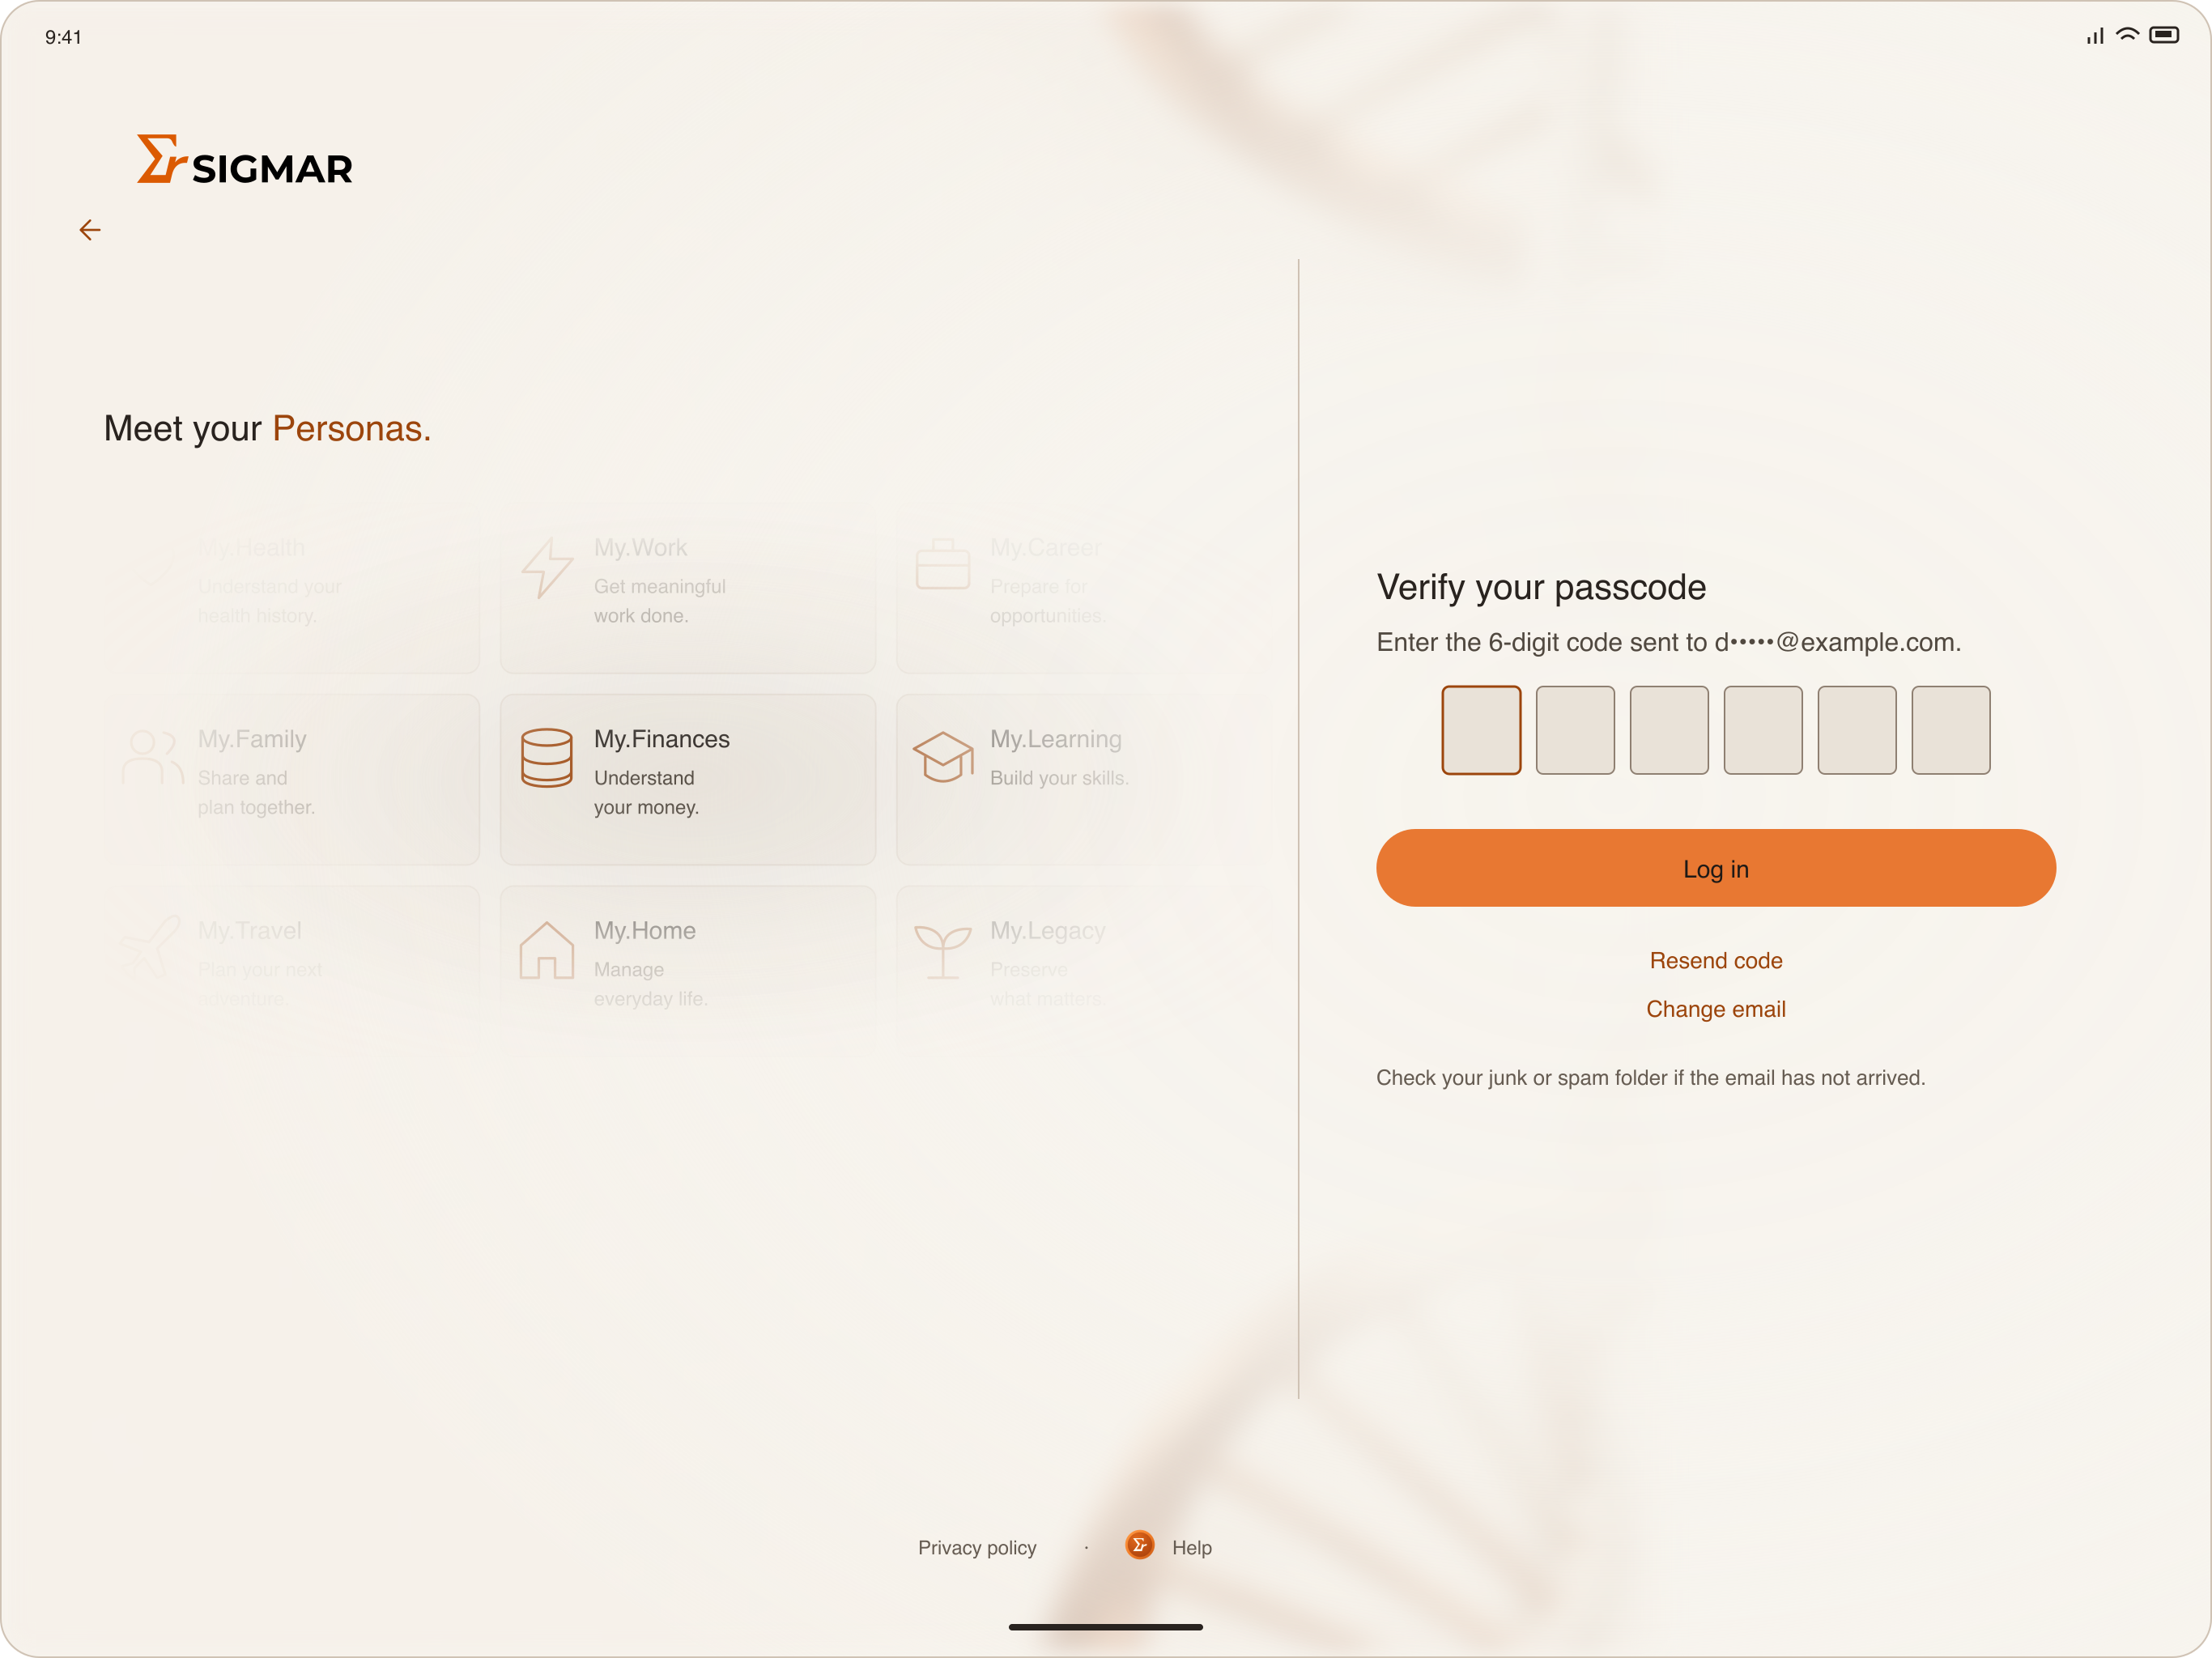 9:41
SIGMAR
Meet your Personas.
My.Health
Understand your
health history.
My.Work
Get meaningful
work done.
My.Career
Prepare for
opportunities.
My.Family
Share and
plan together.
My.Finances
Understand
your money.
My.Learning
Build your skills.
My.Travel
Plan your next
adventure.
My.Home
Manage
everyday life.
My.Legacy
Preserve
what matters.
Verify your passcode
Enter the 6-digit code sent to d•••••@example.com.
Log in
Resend code
Change email
Check your junk or spam folder if the email has not arrived.
Privacy policy · Help